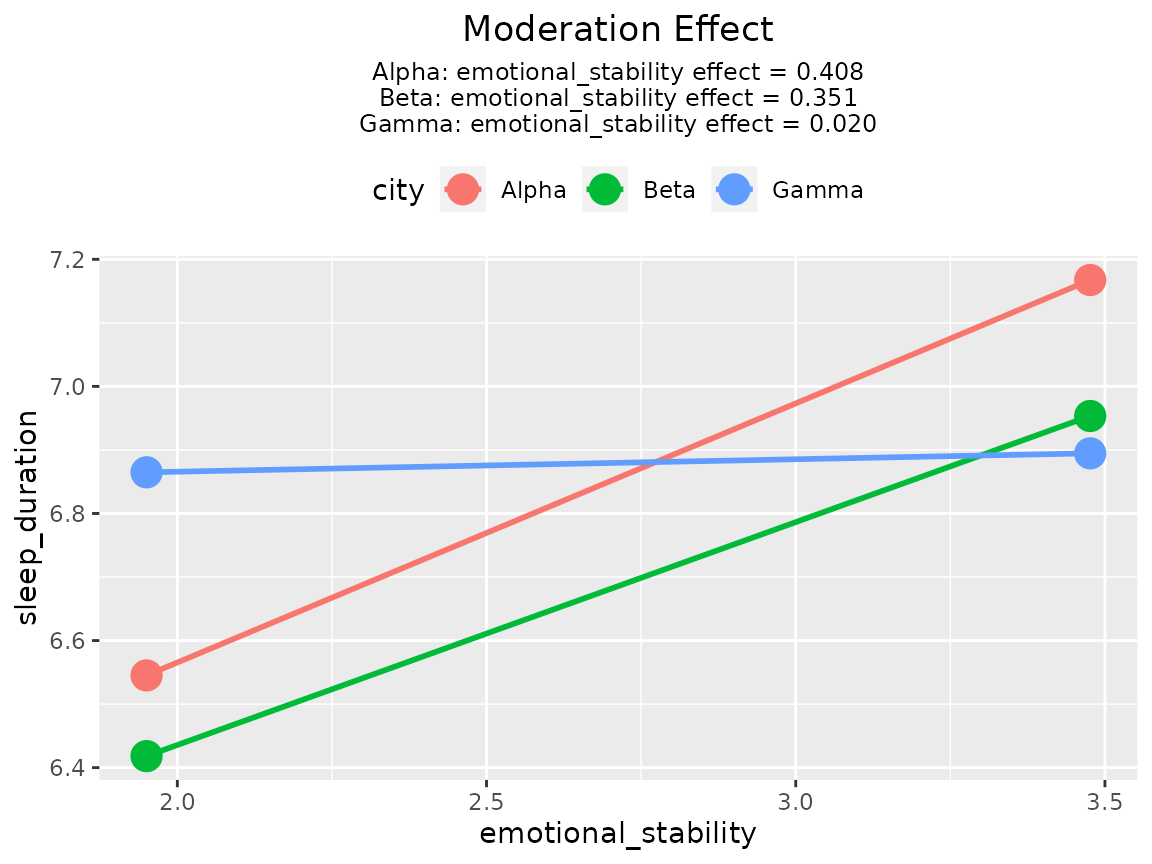 Moderation Effect
Alpha: emotional_stability effect = 0.408
Beta: emotional_stability effect = 0.351
Gamma: emotional_stability effect = 0.020
city Alpha Beta Gamma
7.2
7.0
6.8
6.6
6.4
sleep_duration
2.0 2.5 3.0 3.5
emotional_stability